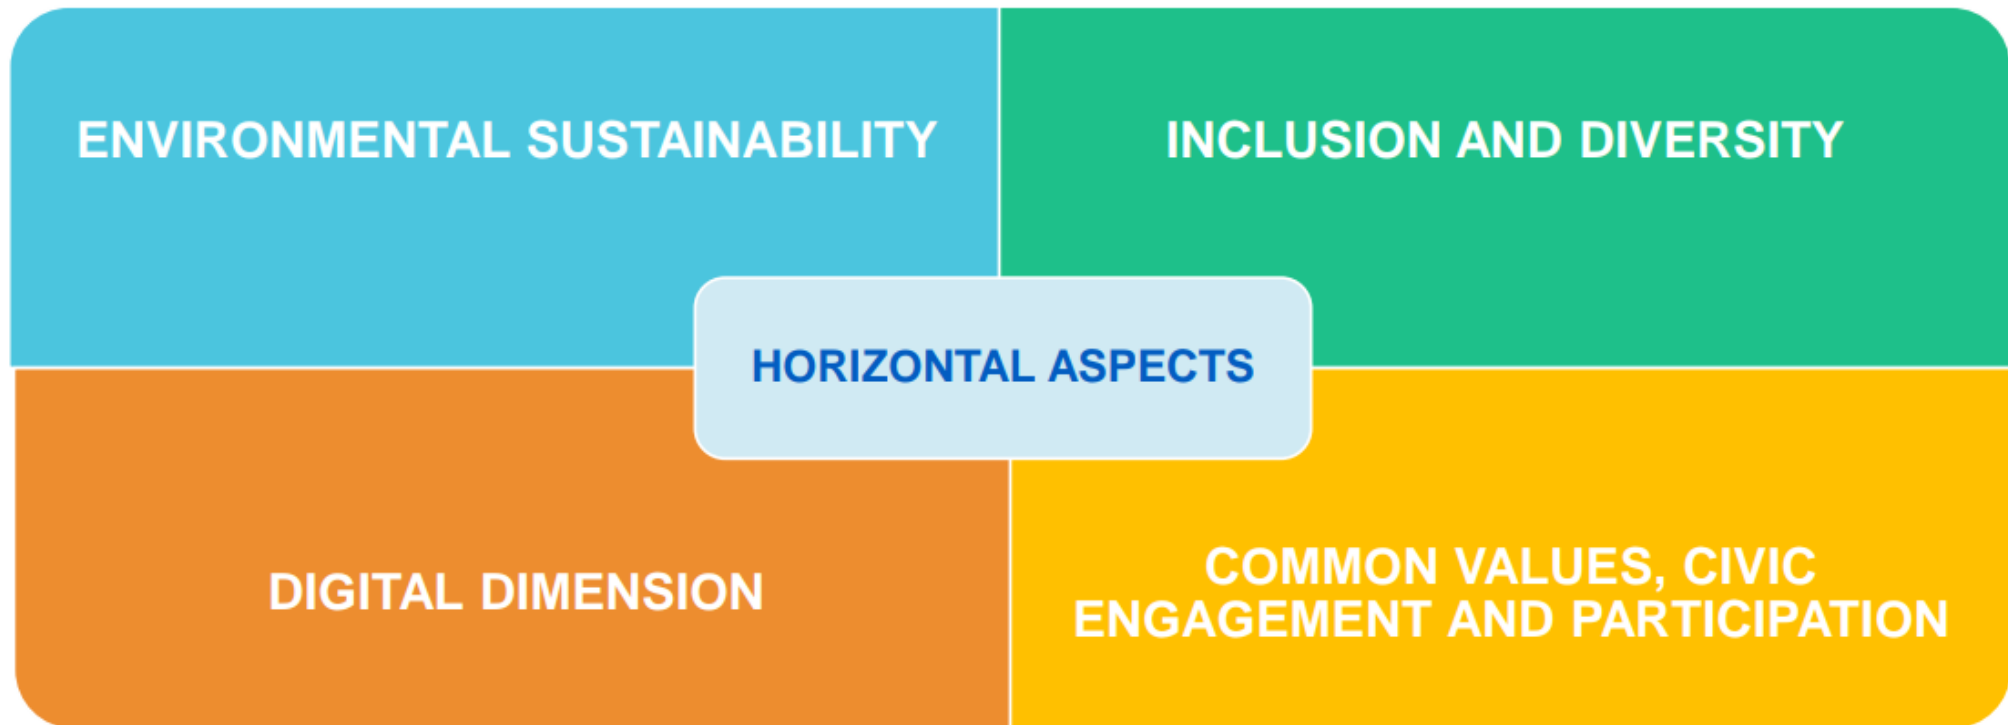 ENVIRONMENTAL SUSTAINABILITY
INCLUSION AND DIVERSITY
HORIZONTAL ASPECTS
DIGITAL DIMENSION
COMMON VALUES, CIVIC
ENGAGEMENT AND PARTICIPATION